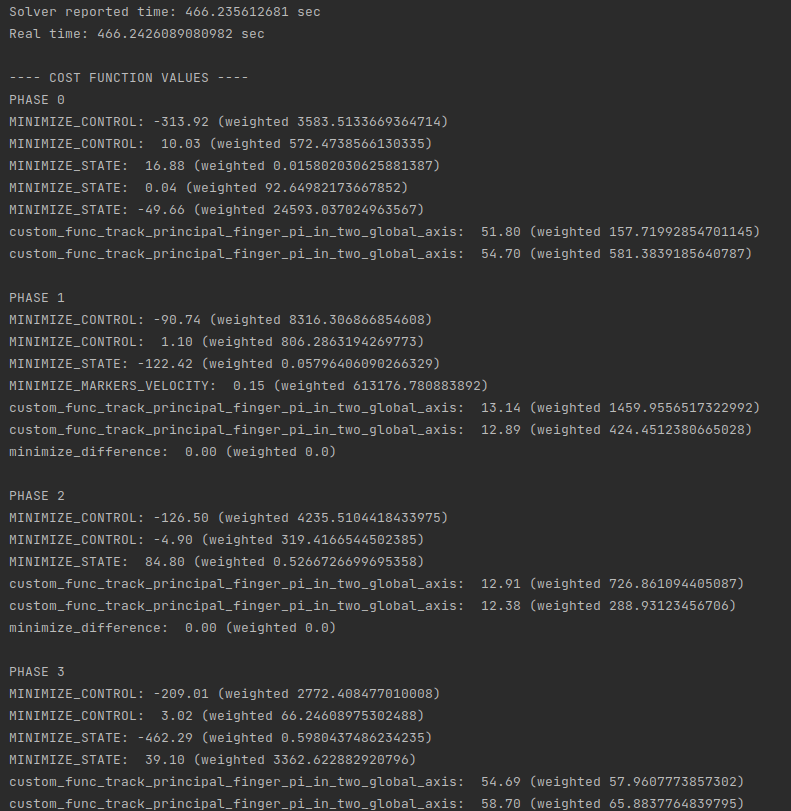 Solver reported time: 466.235612681 sec
Real time: 466.2426089080982 sec
---- COST FUNCTION VALUES ----
PHASE 0
MINIMIZE_CONTROL: -313.92 (weighted 3583.5133669364714)
MINIMIZE_CONTROL:  10.03 (weighted 572.4738566130335)
MINIMIZE_STATE:  16.88 (weighted 0.015802030625881387)
MINIMIZE_STATE:  0.04 (weighted 92.64982173667852)
MINIMIZE_STATE: -49.66 (weighted 24593.037024963567)
custom_func_track_principal_finger_pi_in_two_global_axis:  51.80 (weighted 157.71992854701145)
custom_func_track_principal_finger_pi_in_two_global_axis:  54.70 (weighted 581.3839185640787)
PHASE 1
MINIMIZE_CONTROL: -90.74 (weighted 8316.306866854608)
MINIMIZE_CONTROL:  1.10 (weighted 806.2863194269773)
MINIMIZE_STATE: -122.42 (weighted 0.05796406090266329)
MINIMIZE_MARKERS_VELOCITY:  0.15 (weighted 613176.780883892)
custom_func_track_principal_finger_pi_in_two_global_axis:  13.14 (weighted 1459.9556517322992)
custom_func_track_principal_finger_pi_in_two_global_axis:  12.89 (weighted 424.4512380665028)
minimize_difference:  0.00 (weighted 0.0)
PHASE 2
MINIMIZE_CONTROL: -126.50 (weighted 4235.5104418433975)
MINIMIZE_CONTROL: -4.90 (weighted 319.4166544502385)
MINIMIZE_STATE:  84.80 (weighted 0.5266726699695358)
custom_func_track_principal_finger_pi_in_two_global_axis:  12.91 (weighted 726.861094405087)
custom_func_track_principal_finger_pi_in_two_global_axis:  12.38 (weighted 288.93123456706)
minimize_difference:  0.00 (weighted 0.0)
PHASE 3
MINIMIZE_CONTROL: -209.01 (weighted 2772.408477010008)
MINIMIZE_CONTROL:  3.02 (weighted 66.24608975302488)
MINIMIZE_STATE: -462.29 (weighted 0.5980437486234235)
MINIMIZE_STATE:  39.10 (weighted 3362.622882920796)
custom_func_track_principal_finger_pi_in_two_global_axis:  54.69 (weighted 57.9607773857302)
custom_func_track_principal_finger_pi_in_two_global_axis:  58.70 (weighted 65.8837764839795)